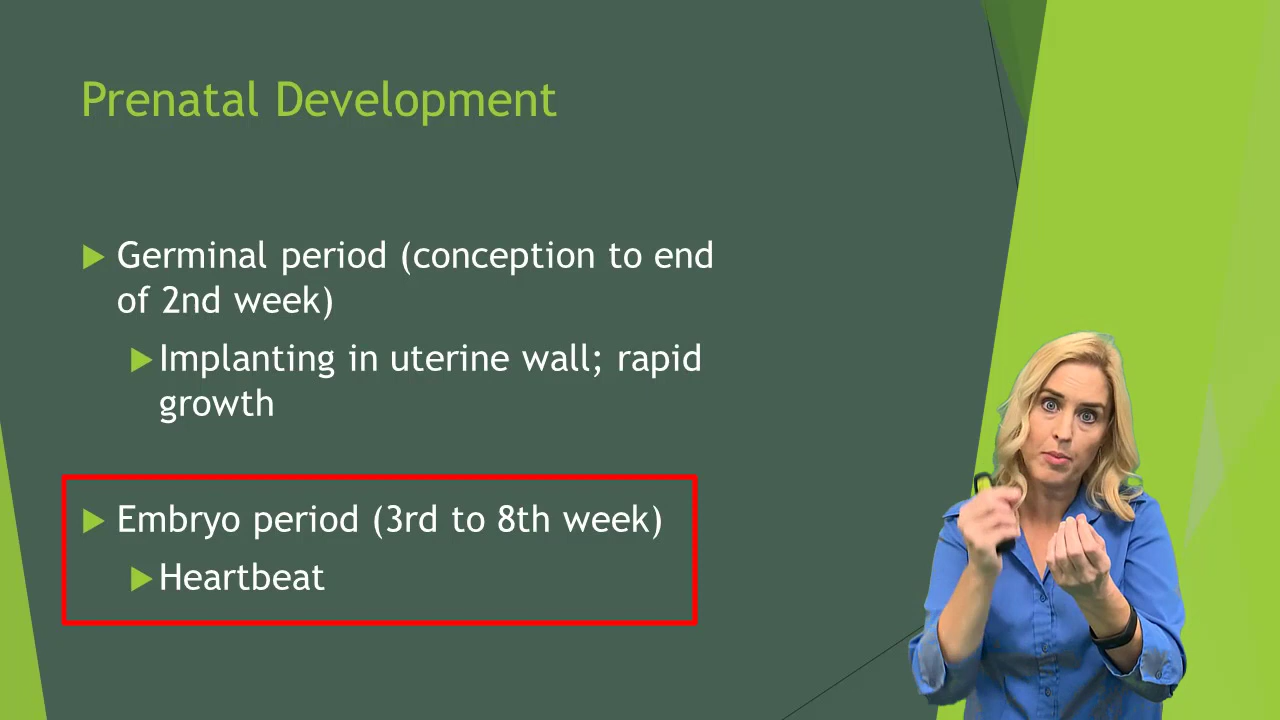 Prenatal Development
Germinal period (conception to end
of 2nd week)
Implanting in uterine wall; rapid
growth
Embryo period (3rd to 8th week)
Heartbeat